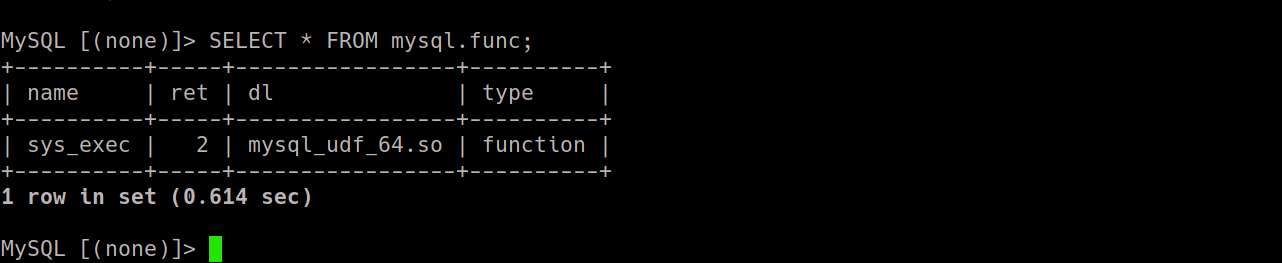 MySQL [(none)]> SELECT * FROM mysql.func;
+----------+-----+-----------------+----------+
| name     | ret | dl              | type     |
+----------+-----+-----------------+----------+
| sys_exec |   2 | mysql_udf_64.so | function |
+----------+-----+-----------------+----------+
1 row in set (0.614 sec)
MySQL [(none)]>